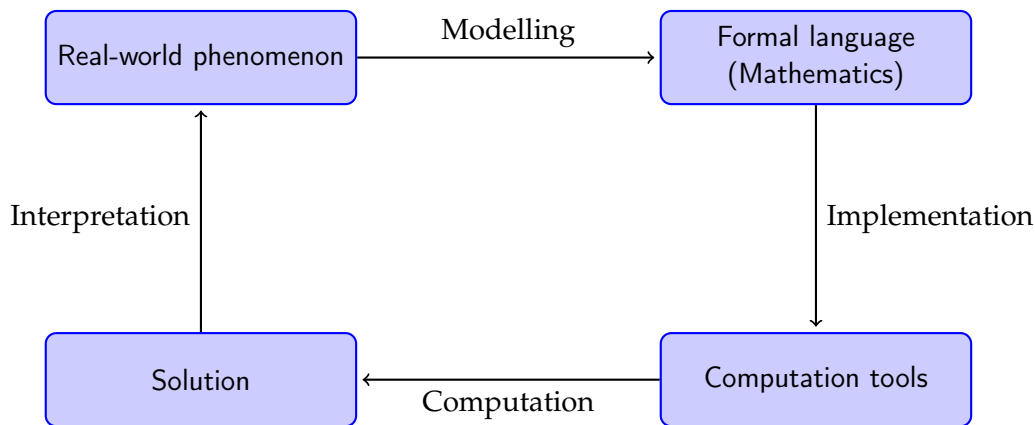 Modelling
Real-world phenomenon
Formal language
(Mathematics)
Interpretation
Implementation
Solution
Computation tools
Computation